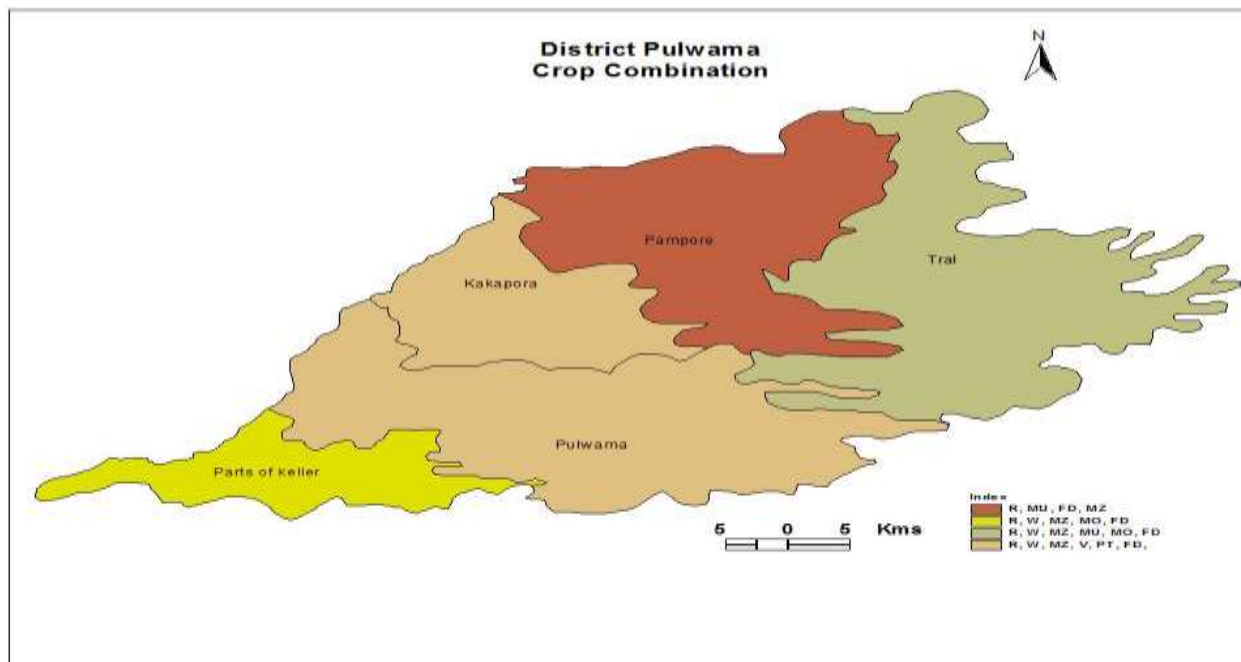 District Pulwama
Crop Combination
N
Pampore
Tral
Kakapora
Pulwama
Parts of keller
Index
R, MU, FD, MZ
R, W, MZ, MO, FD
R, W, MZ, MU, MO, FD
R, W, MZ, V, PT, FD,
5 0 5 Kms